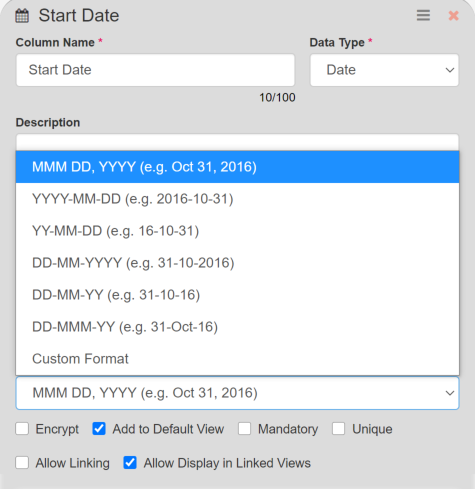 Start Date
Column Name * Data Type *
Start Date Date
10/100
Description
MMM DD, YYYY (e.g. Oct 31, 2016)
YYYY-MM-DD (e.g. 2016-10-31)
YY-MM-DD (e.g. 16-10-31)
DD-MM-YYYY (e.g. 31-10-2016)
DD-MM-YY (e.g. 31-10-16)
DD-MMM-YY (e.g. 31-Oct-16)
Custom Format
MMM DD, YYYY (e.g. Oct 31, 2016)
Encrypt Add to Default View Mandatory Unique
Allow Linking Allow Display in Linked Views